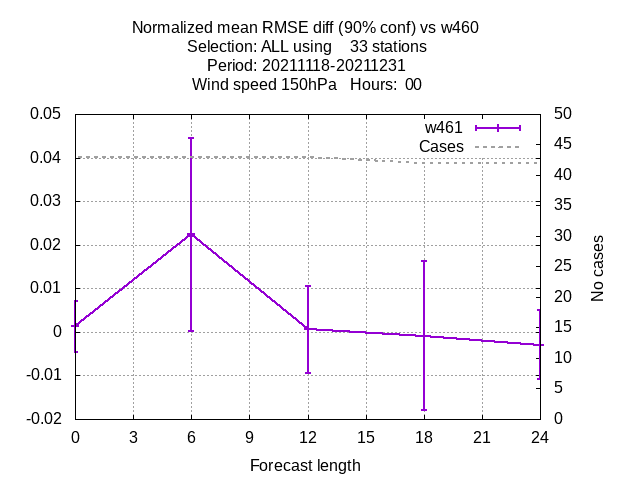 Normalized mean RMSE diff (90% conf) vs w460
Selection: ALL using    33 stations
Period: 20211118-20211231
Wind speed 150hPa   Hours:  00
w461
Cases
0.05
0.04
0.03
0.02
0.01
0
-0.01
-0.02
50
45
40
35
30
25
20
15
10
5
0
No cases
0 3 6 9 12 15 18 21 24
Forecast length